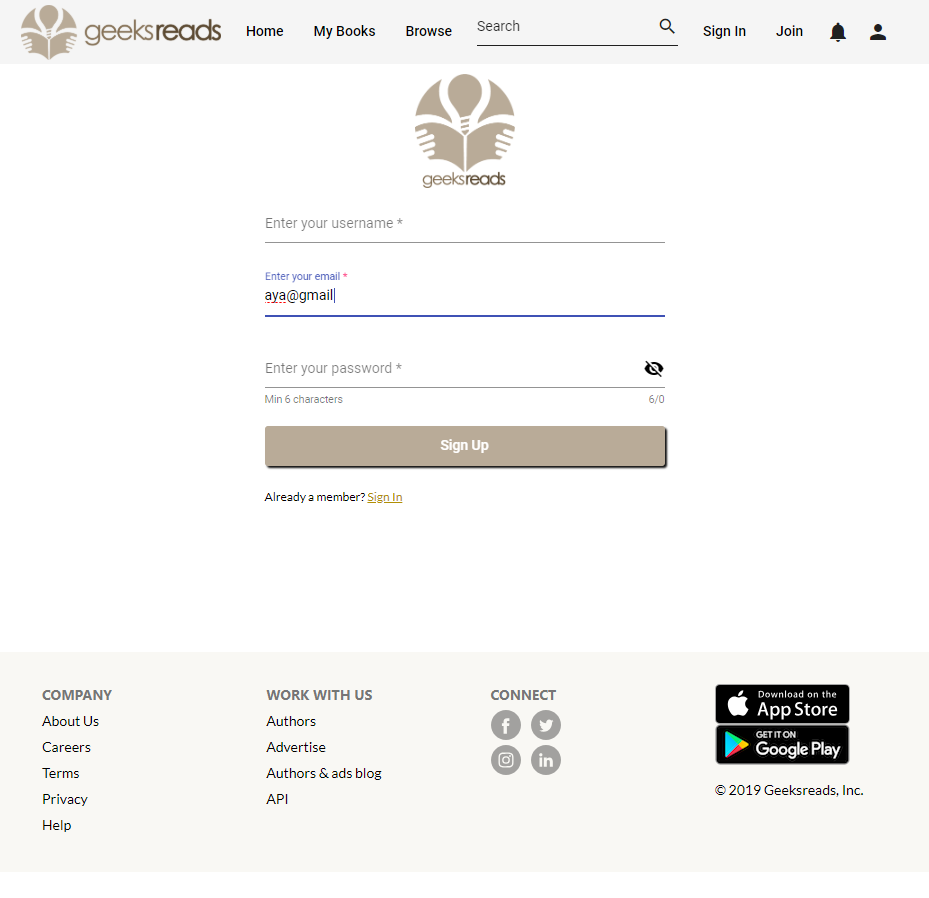 geeksreads Home My Books Browse Search Sign In Join
geeksreads
Enter your username *
Enter your email *
aya@gmail
Enter your password *
Min 6 characters 6/0
Sign Up
Already a member? Sign In
COMPANY
About Us
Careers
Terms
Privacy
Help
WORK WITH US
Authors
Advertise
Authors & ads blog
API
CONNECT
Download on the
App Store
GET IT ON
Google Play
© 2019 Geeksreads, Inc.